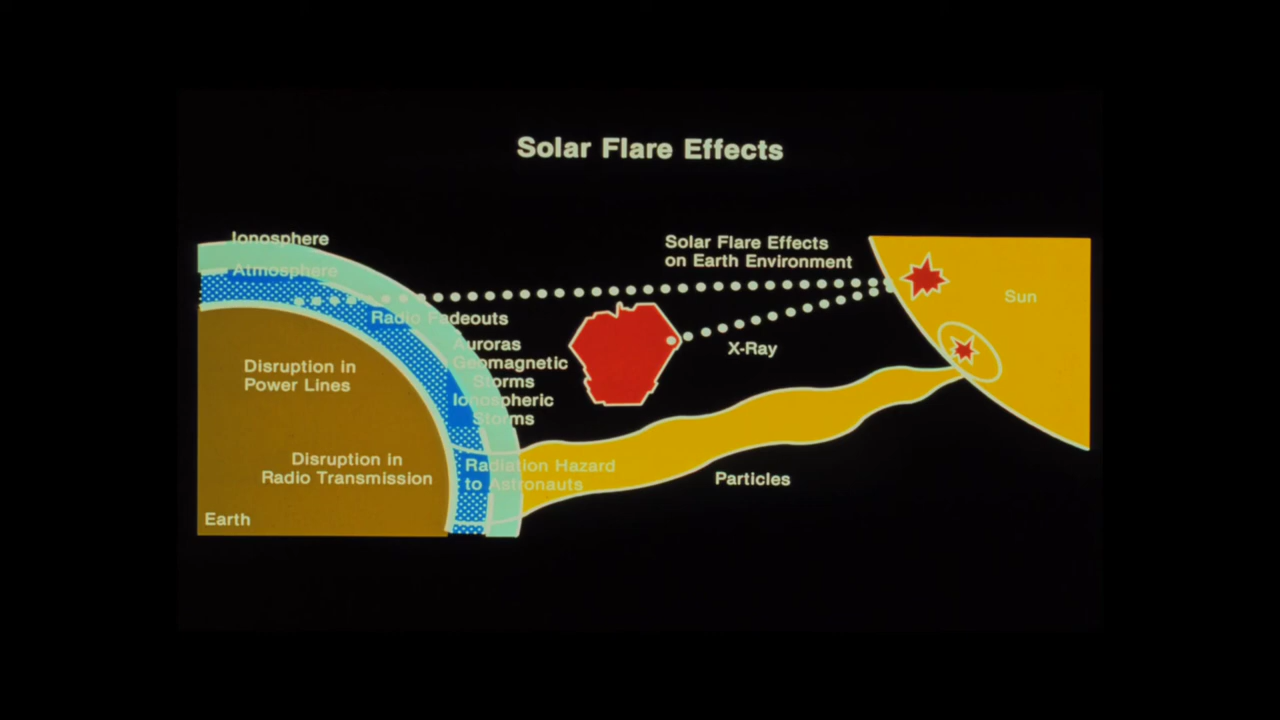 Solar Flare Effects
Ionosphere
Atmosphere
Solar Flare Effects
on Earth Environment
Sun
Radio Fadeouts
X-Ray
Auroras
Geomagnetic
Storms
Ionospheric
Storms
Disruption in
Power Lines
Disruption in
Radio Transmission
Radiation Hazard
to Astronauts
Particles
Earth